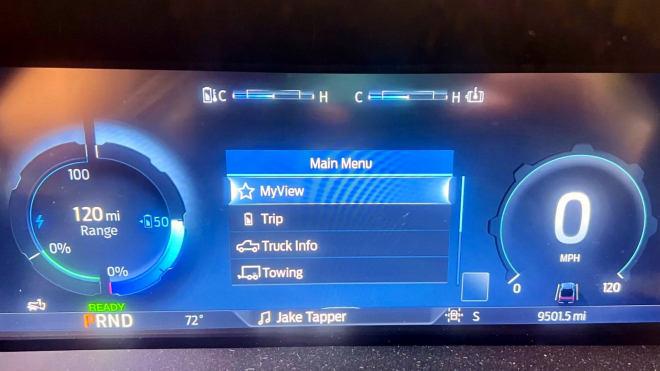 C H C H
Main Menu
MyView
Trip
Truck Info
Towing
100
120 mi
Range
50
0%
0%
0
MPH
0 120
READY
PRND
72°
Jake Tapper
S
9501.5 mi